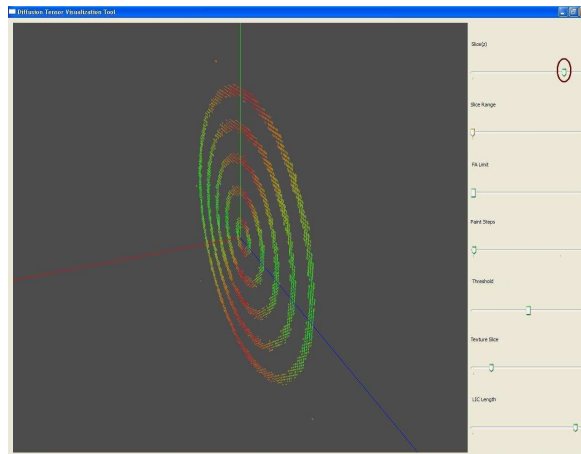 Diffusion Tensor Visualization Tool
Slice(z)
Slice Range
FA Limit
Paint Steps
Threshold
Texture Slice
LIC Length